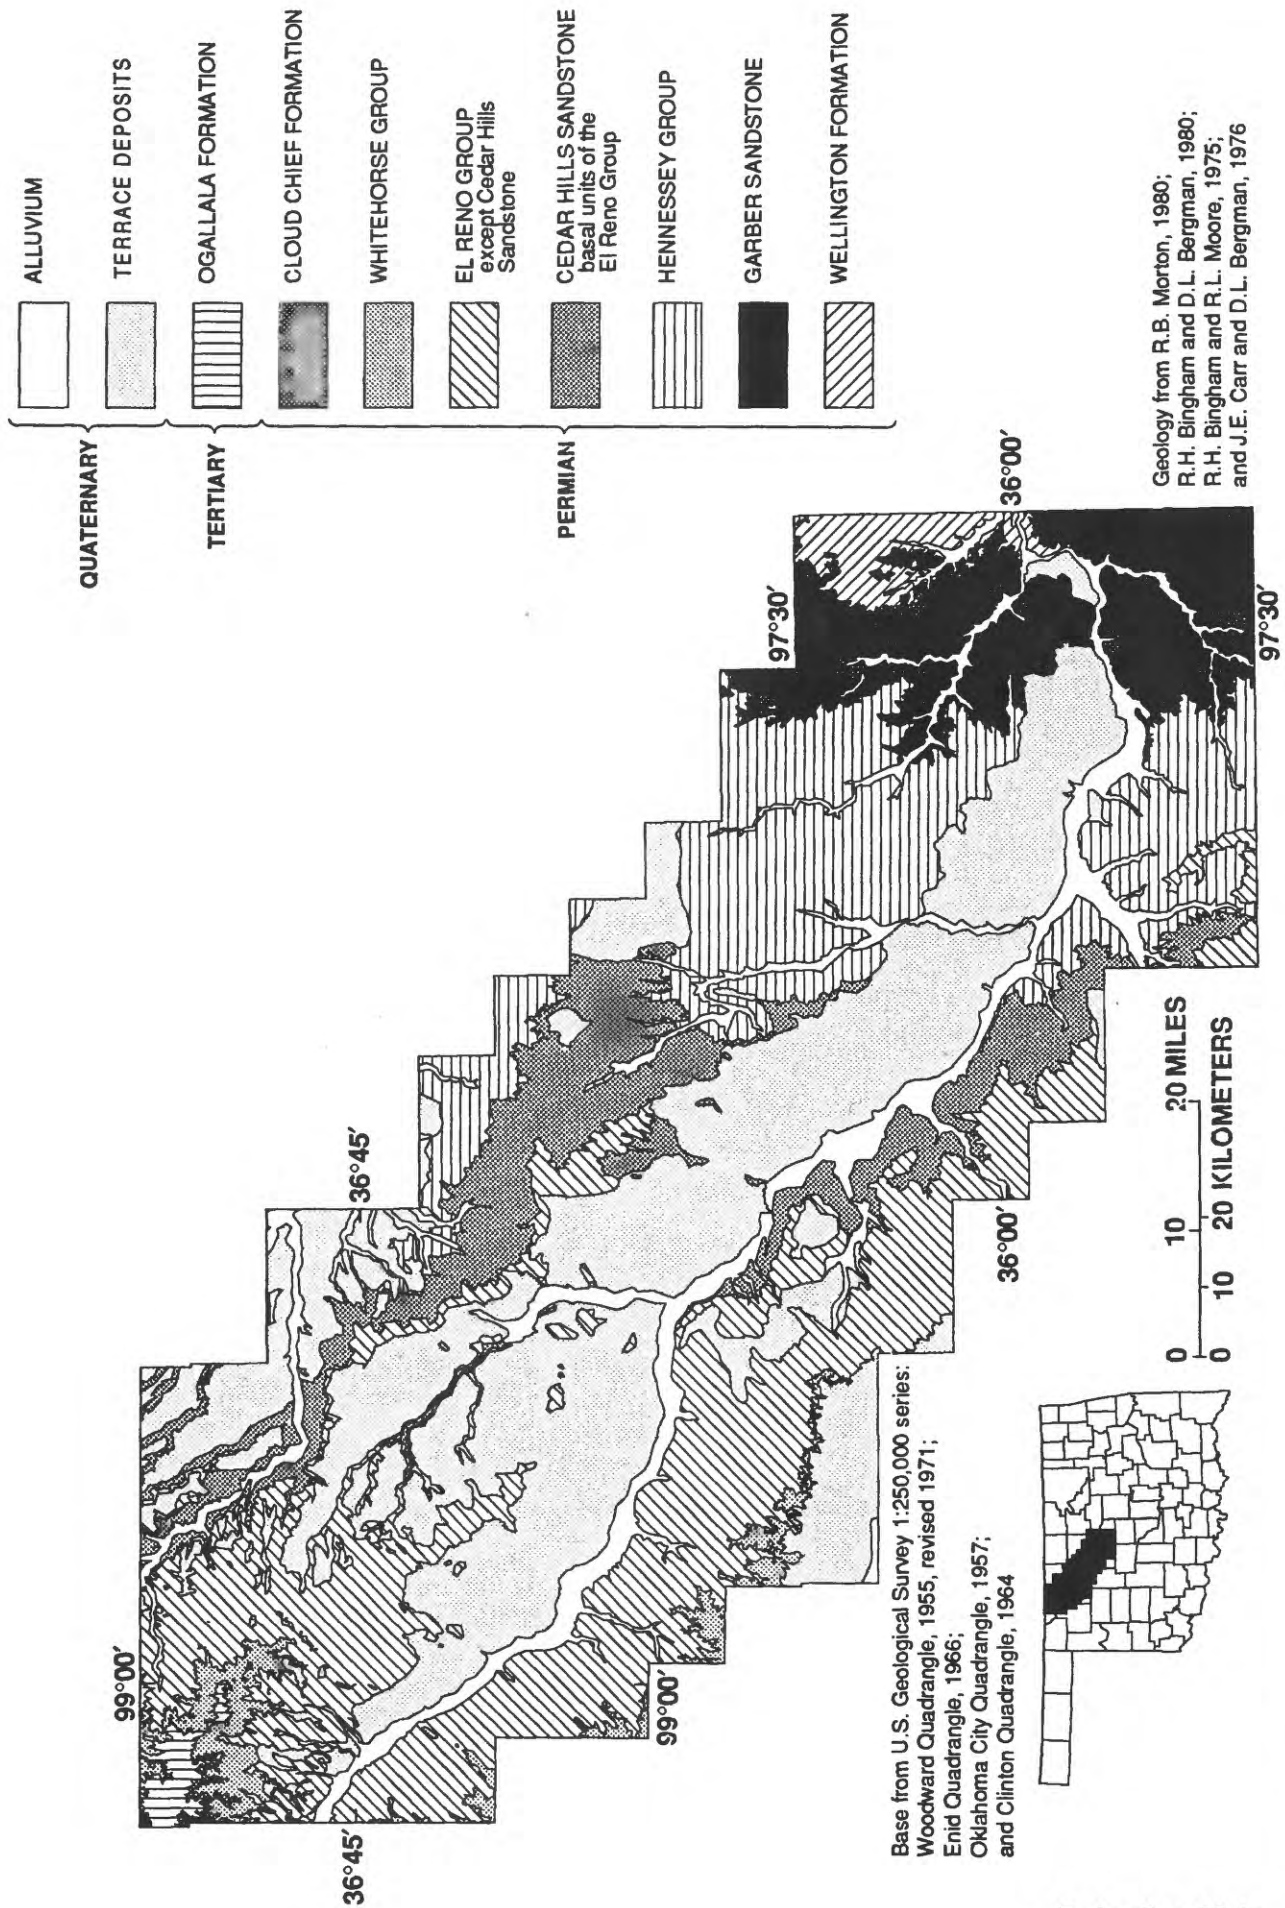 QUATERNARY
TERTIARY
PERMIAN
ALLUVIUM
TERRACE DEPOSITS
OGALLALA FORMATION
CLOUD CHIEF FORMATION
WHITEHORSE GROUP
EL RENO GROUP
except Cedar Hills
Sandstone
CEDAR HILLS SANDSTONE
basal units of the
El Reno Group
HENNESSEY GROUP
GARBER SANDSTONE
WELLINGTON FORMATION
99°00′
36°45′
36°45′
97°30′
36°00′
99°00′
36°00′
97°30′
Base from U.S. Geological Survey 1:250,000 series:
Woodward Quadrangle, 1955, revised 1971;
Enid Quadrangle, 1966;
Oklahoma City Quadrangle, 1957;
and Clinton Quadrangle, 1964
0 10 20 MILES
0 10 20 KILOMETERS
Geology from R.B. Morton, 1980;
R.H. Bingham and D.L. Bergman, 1980;
R.H. Bingham and R.L. Moore, 1975;
and J.E. Carr and D.L. Bergman, 1976